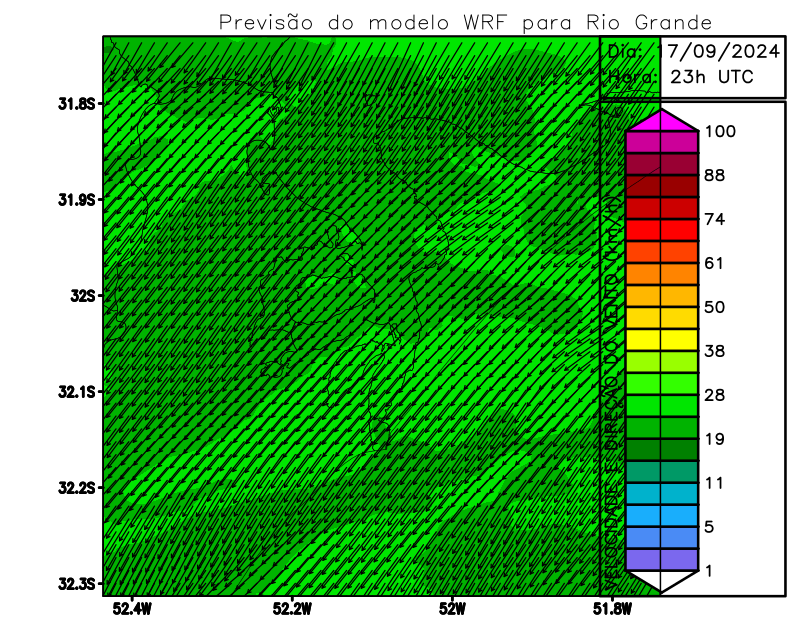 Previsão do modelo WRF para Rio Grande
Dia: 17/09/2024
Hora: 23h UTC
31.8S
31.9S
32S
32.1S
32.2S
32.3S
52.4W
52.2W
52W
51.8W
VELOCIDADE E DIREÇÃO DO VENTO (km/h)
100
88
74
61
50
38
28
19
11
5
1